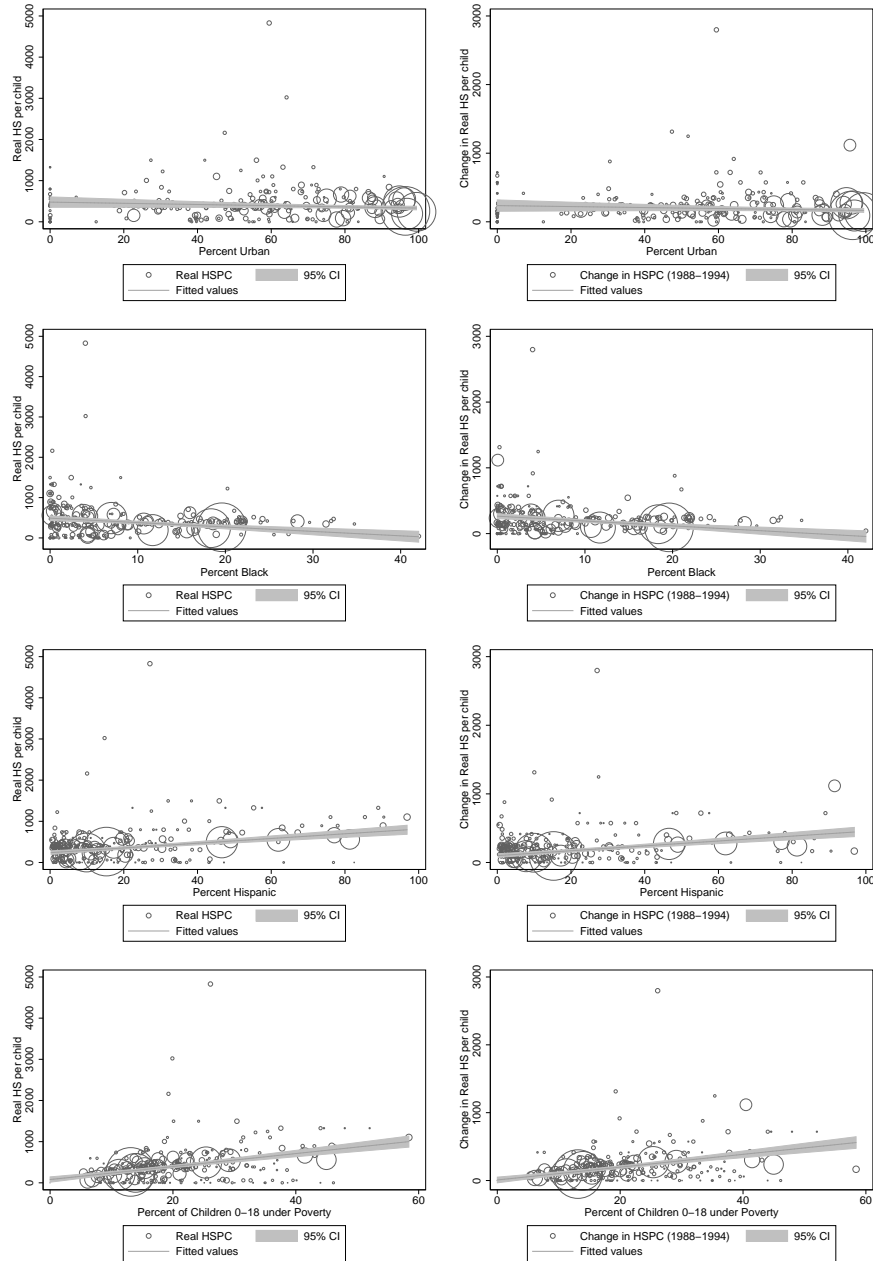 Real HS per child
0 1000 2000 3000 4000 5000
0 20 40 60 80 100
Percent Urban
Real HSPC 95% CI
Fitted values
Change in Real HS per child
0 1000 2000 3000
0 20 40 60 80 100
Percent Urban
Change in HSPC (1988−1994) 95% CI
Fitted values
Real HS per child
0 1000 2000 3000 4000 5000
0 10 20 30 40
Percent Black
Real HSPC 95% CI
Fitted values
Change in Real HS per child
0 1000 2000 3000
0 10 20 30 40
Percent Black
Change in HSPC (1988−1994) 95% CI
Fitted values
Real HS per child
0 1000 2000 3000 4000 5000
0 20 40 60 80 100
Percent Hispanic
Real HSPC 95% CI
Fitted values
Change in Real HS per child
0 1000 2000 3000
0 20 40 60 80 100
Percent Hispanic
Change in HSPC (1988−1994) 95% CI
Fitted values
Real HS per child
0 1000 2000 3000 4000 5000
0 20 40 60
Percent of Children 0−18 under Poverty
Real HSPC 95% CI
Fitted values
Change in Real HS per child
0 1000 2000 3000
0 20 40 60
Percent of Children 0−18 under Poverty
Change in HSPC (1988−1994) 95% CI
Fitted values